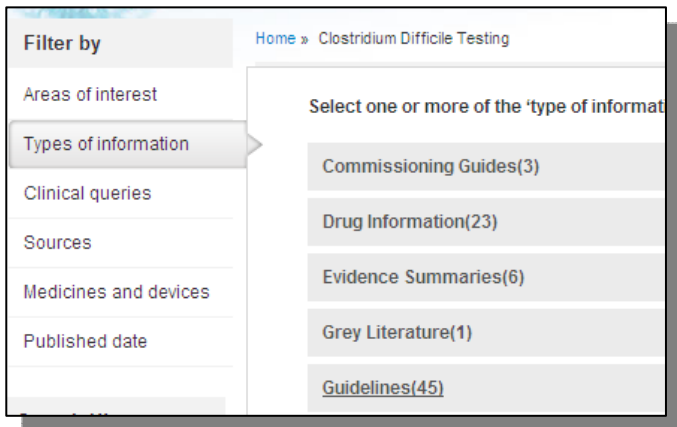 Filter by
Home » Clostridium Difficile Testing
Areas of interest
Select one or more of the 'type of informat
Types of information
Commissioning Guides(3)
Clinical queries
Drug Information(23)
Sources
Evidence Summaries(6)
Medicines and devices
Grey Literature(1)
Published date
Guidelines(45)